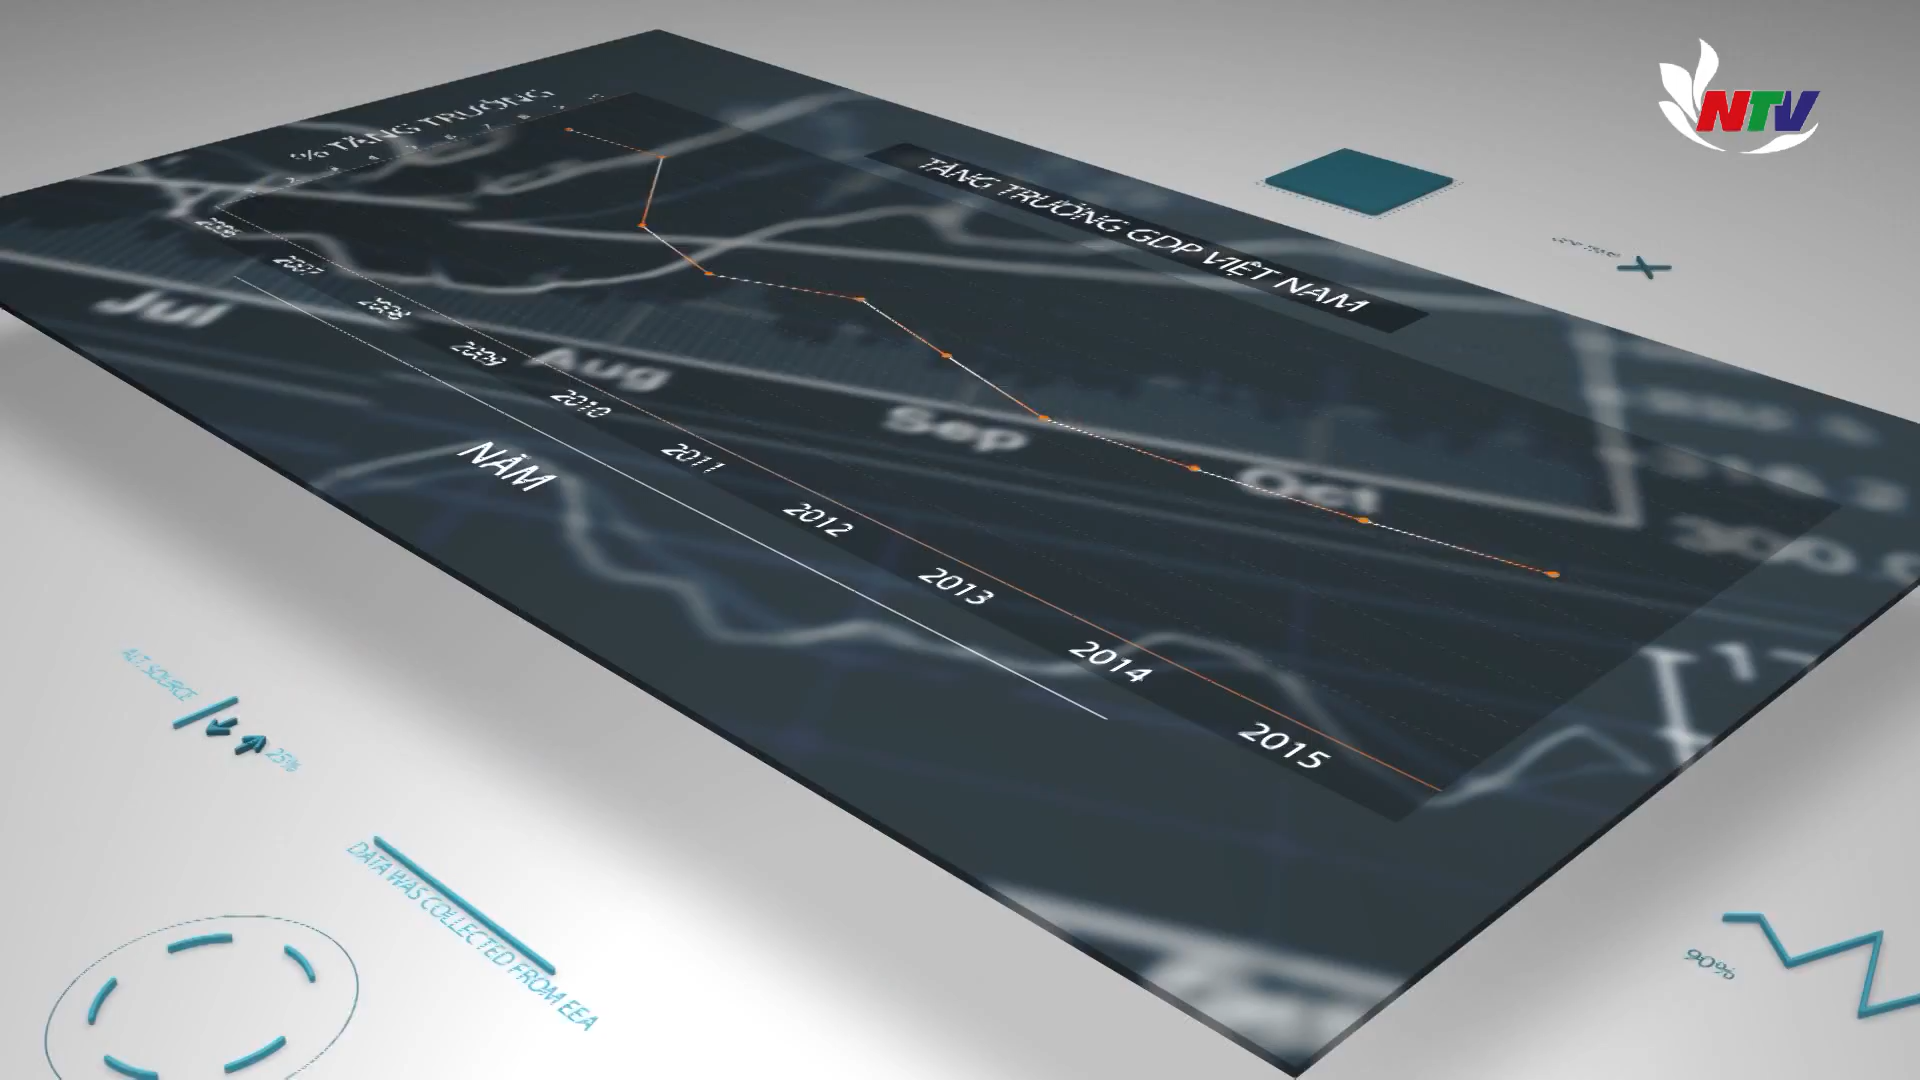 NTV
% TĂNG TRƯỞNG
TĂNG TRƯỞNG GDP VIỆT NAM
2006
2007
2008
2009
2010
2011
2012
2013
2014
2015
NĂM
Jul
Aug
Sep
Oct
ALT. SOURCE
25%
DATA WAS COLLECTED FROM EEA
90%